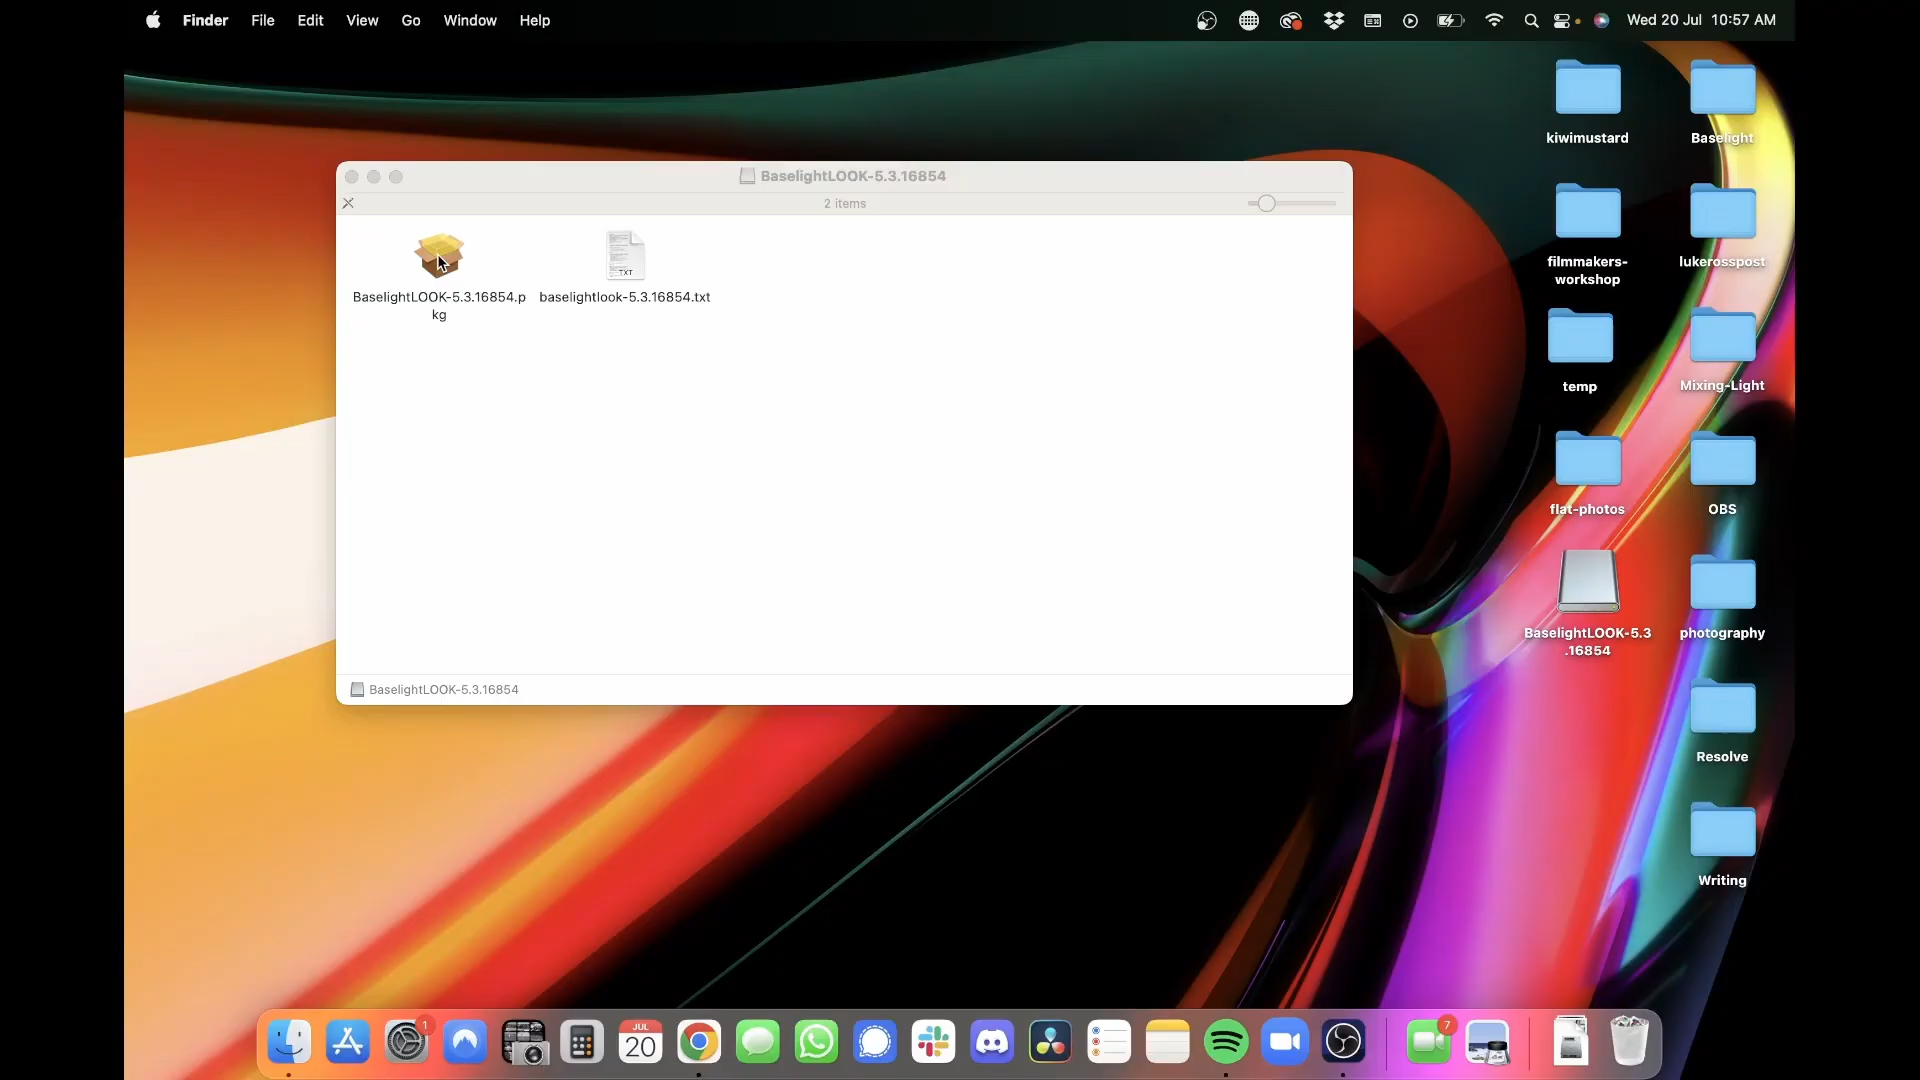 Finder File Edit View Go Window Help
Wed 20 Jul 10:57 AM
BaselightLOOK-5.3.16854
2 items
TXT
BaselightLOOK-5.3.16854.p
kg
baselightlook-5.3.16854.txt
BaselightLOOK-5.3.16854
kiwimustard
Baselight
filmmakers-
workshop
lukerosspost
temp
Mixing-Light
flat-photos
OBS
BaselightLOOK-5.3
.16854
photography
Resolve
Writing
1
JUL
20
7